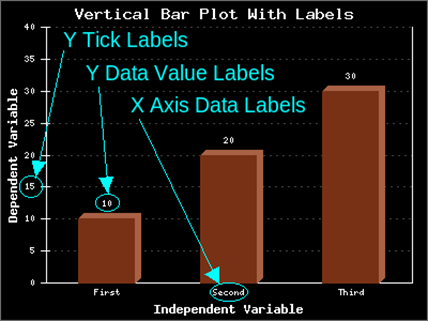 Vertical Bar Plot With Labels
40
Y Tick Labels
35
Y Data Value Labels
30
30
X Axis Data Labels
25
20
20
15
10
10
5
0
Dependent Variable
First
Second
Third
Independent Variable